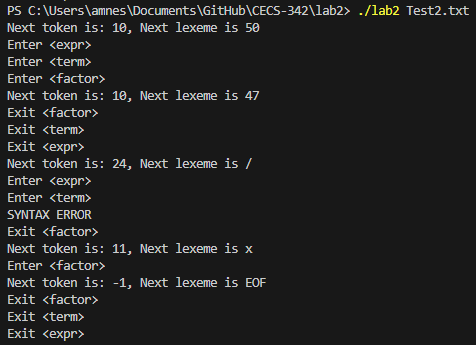 PS C:\Users\amnes\Documents\GitHub\CECS-342\lab2> ./lab2 Test2.txt
Next token is: 10, Next lexeme is 50
Enter <expr>
Enter <term>
Enter <factor>
Next token is: 10, Next lexeme is 47
Exit <factor>
Exit <term>
Exit <expr>
Next token is: 24, Next lexeme is /
Enter <expr>
Enter <term>
SYNTAX ERROR
Exit <factor>
Next token is: 11, Next lexeme is x
Enter <factor>
Next token is: -1, Next lexeme is EOF
Exit <factor>
Exit <term>
Exit <expr>